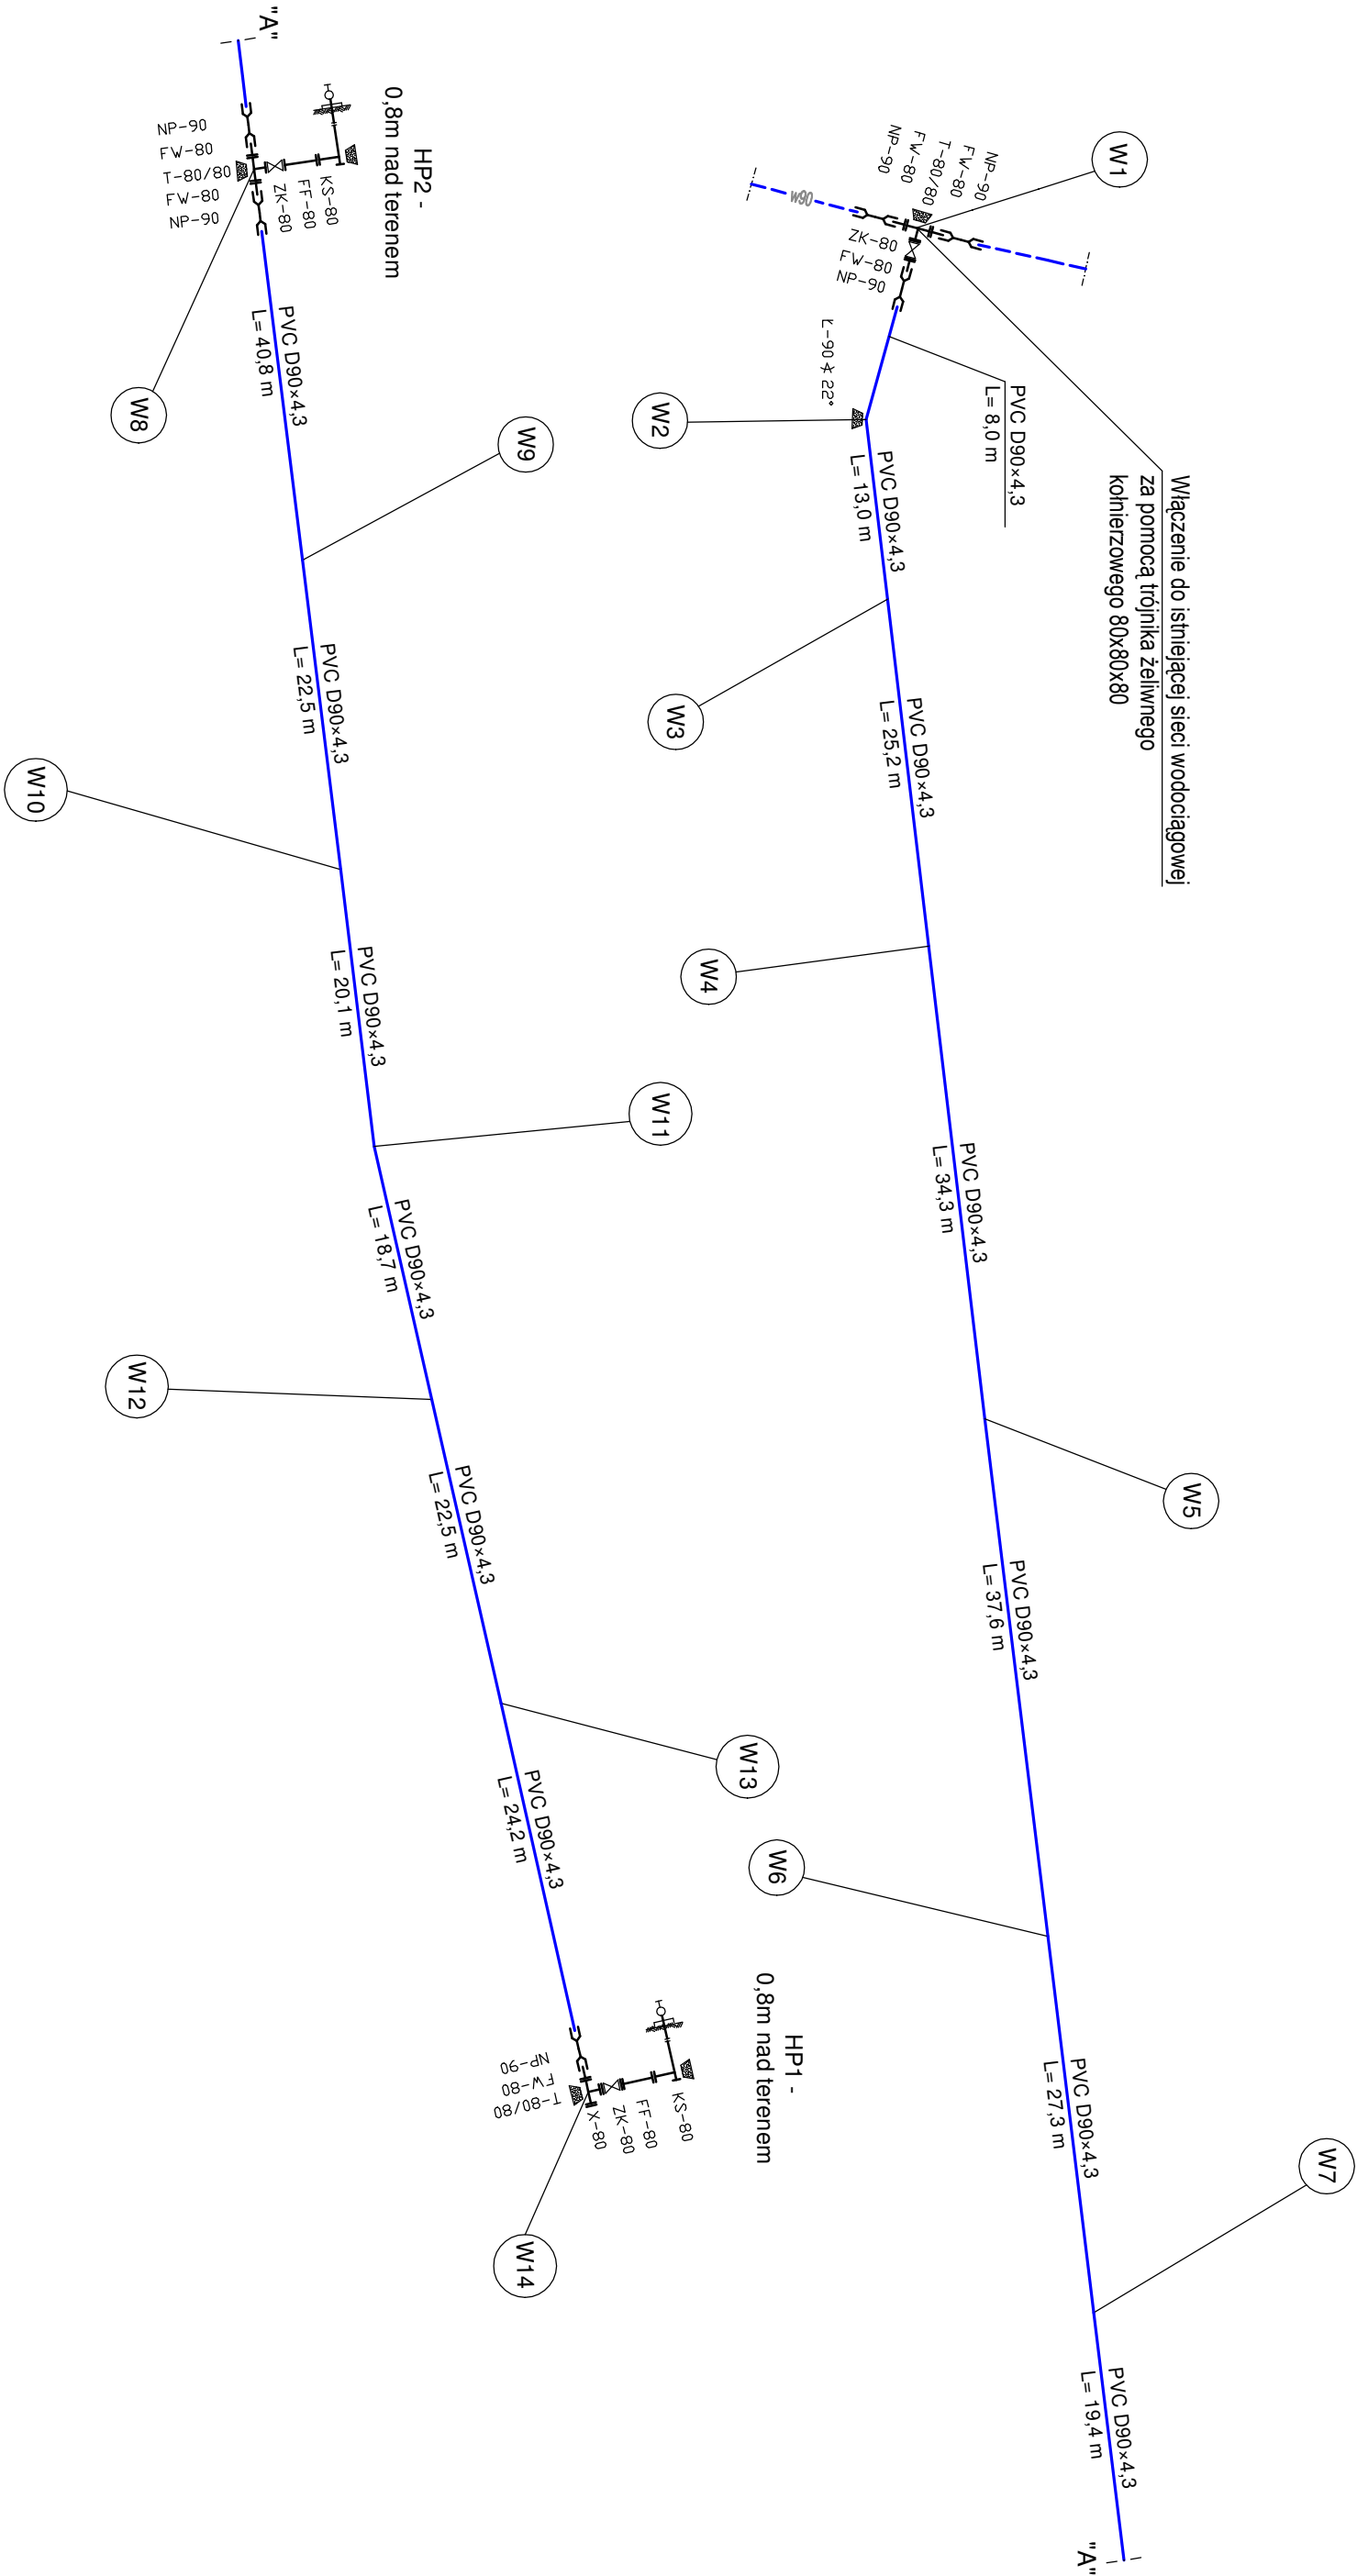 W1
NP-90
FW-80
T-80/80
FW-80
NP-90
w90
ZK-80
FW-80
NP-90
Włączenie do istniejącej sieci wodociągowej
za pomocą trójnika żeliwnego
kołnierzowego 80x80x80
PVC D90×4,3
L= 8,0 m
K-90∢22°
W2
PVC D90×4,3
L= 13,0 m
W3
PVC D90×4,3
L= 25,2 m
W4
PVC D90×4,3
L= 34,3 m
W5
PVC D90×4,3
L= 37,6 m
W6
PVC D90×4,3
L= 27,3 m
W7
PVC D90×4,3
L= 19,4 m
"A"
"A"
HP2 -
0,8m nad terenem
KS-80
FF-80
ZK-80
NP-90
FW-80
T-80/80
FW-80
NP-90
W8
PVC D90×4,3
L= 40,8 m
W9
PVC D90×4,3
L= 22,5 m
W10
PVC D90×4,3
L= 20,1 m
W11
PVC D90×4,3
L= 18,7 m
W12
PVC D90×4,3
L= 22,5 m
W13
PVC D90×4,3
L= 24,2 m
HP1 -
0,8m nad terenem
KS-80
FF-80
ZK-80
X-80
T-80/80
FW-80
NP-90
W14